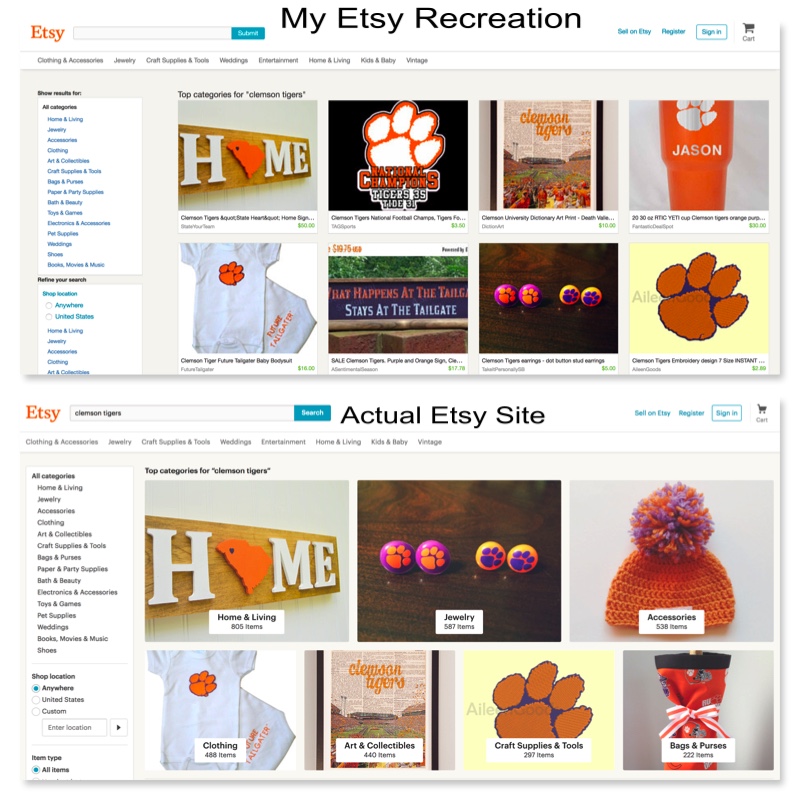 My Etsy Recreation
Etsy Submit Sell on Etsy Register Sign in Cart
Clothing & Accessories Jewelry Craft Supplies & Tools Weddings Entertainment Home & Living Kids & Baby Vintage
Show results for:
All categories
Home & Living
Jewelry
Accessories
Clothing
Art & Collectibles
Craft Supplies & Tools
Bags & Purses
Paper & Party Supplies
Bath & Beauty
Toys & Games
Electronics & Accessories
Pet Supplies
Weddings
Shoes
Books, Movies & Music
Refine your search
Shop location
Anywhere
United States
Home & Living
Jewelry
Accessories
Clothing
Art & Collectibles
Top categories for "clemson tigers"
HOME
NATIONAL
CHAMPIONS
TIGERS 35
TIDE 31
clemson
tigers
JASON
Clemson Tigers &quot;State Heart&quot; Home Sign...
StateYourTeam $50.00
Clemson Tigers National Football Champs, Tigers Fo...
TAGSports $3.50
Clemson University Dictionary Art Print - Death Valle...
DictionArt $10.00
20 30 oz RTIC YETI cup Clemson tigers orange purp...
FantasticDealSpot $30.00
FUTURE
TAILGATER
$19.75 USD Powered by E
HAT HAPPENS AT THE TAILGA
STAYS AT THE TAILGATE
Clemson Tiger Future Tailgater Baby Bodysuit
FutureTailgater $16.00
SALE Clemson Tigers. Purple and Orange Sign, Cle...
ASentimentalSeason $17.78
Clemson Tigers earrings - dot button stud earrings
TakeItPersonallySB $5.00
Clemson Tigers Embroidery design 7 Size INSTANT ...
AileenGoods $2.89
Etsy clemson tigers Search Actual Etsy Site Sell on Etsy Register Sign in Cart
Clothing & Accessories Jewelry Craft Supplies & Tools Weddings Entertainment Home & Living Kids & Baby Vintage
All categories
Home & Living
Jewelry
Accessories
Clothing
Art & Collectibles
Craft Supplies & Tools
Bags & Purses
Paper & Party Supplies
Bath & Beauty
Electronics & Accessories
Toys & Games
Pet Supplies
Weddings
Books, Movies & Music
Shoes
Shop location
Anywhere
United States
Custom
Enter location
Item type
All items
Top categories for "clemson tigers"
HOME
Home & Living
805 Items
Jewelry
587 Items
Accessories
538 Items
FUTURE
TAILGATER
Clothing
488 Items
clemson
tigers
Art & Collectibles
440 Items
Craft Supplies & Tools
297 Items
Bags & Purses
222 Items